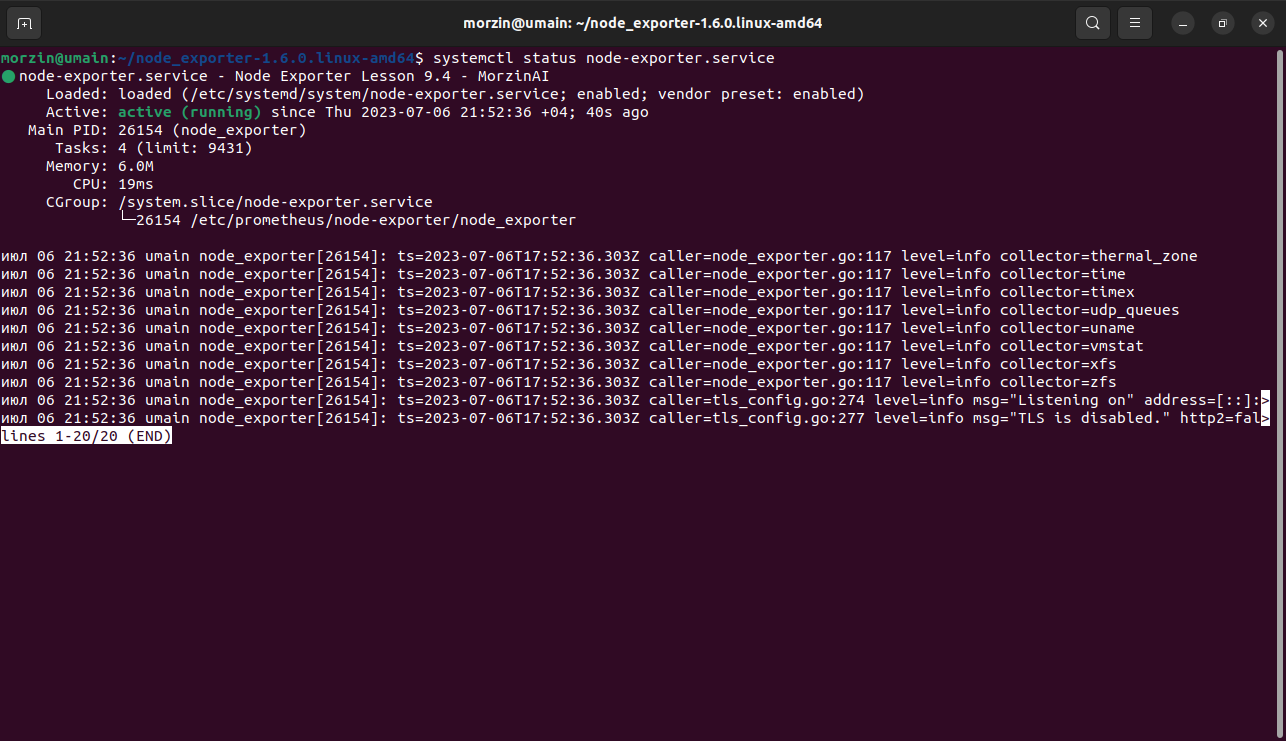 morzin@umain: ~/node_exporter-1.6.0.linux-amd64
morzin@umain:~/node_exporter-1.6.0.linux-amd64$ systemctl status node-exporter.service
● node-exporter.service - Node Exporter Lesson 9.4 - MorzinAI
Loaded: loaded (/etc/systemd/system/node-exporter.service; enabled; vendor preset: enabled)
Active: active (running) since Thu 2023-07-06 21:52:36 +04; 40s ago
Main PID: 26154 (node_exporter)
Tasks: 4 (limit: 9431)
Memory: 6.0M
CPU: 19ms
CGroup: /system.slice/node-exporter.service
└─26154 /etc/prometheus/node-exporter/node_exporter
июл 06 21:52:36 umain node_exporter[26154]: ts=2023-07-06T17:52:36.303Z caller=node_exporter.go:117 level=info collector=thermal_zone
июл 06 21:52:36 umain node_exporter[26154]: ts=2023-07-06T17:52:36.303Z caller=node_exporter.go:117 level=info collector=time
июл 06 21:52:36 umain node_exporter[26154]: ts=2023-07-06T17:52:36.303Z caller=node_exporter.go:117 level=info collector=timex
июл 06 21:52:36 umain node_exporter[26154]: ts=2023-07-06T17:52:36.303Z caller=node_exporter.go:117 level=info collector=udp_queues
июл 06 21:52:36 umain node_exporter[26154]: ts=2023-07-06T17:52:36.303Z caller=node_exporter.go:117 level=info collector=uname
июл 06 21:52:36 umain node_exporter[26154]: ts=2023-07-06T17:52:36.303Z caller=node_exporter.go:117 level=info collector=vmstat
июл 06 21:52:36 umain node_exporter[26154]: ts=2023-07-06T17:52:36.303Z caller=node_exporter.go:117 level=info collector=xfs
июл 06 21:52:36 umain node_exporter[26154]: ts=2023-07-06T17:52:36.303Z caller=node_exporter.go:117 level=info collector=zfs
июл 06 21:52:36 umain node_exporter[26154]: ts=2023-07-06T17:52:36.303Z caller=tls_config.go:274 level=info msg="Listening on" address=[::]:>
июл 06 21:52:36 umain node_exporter[26154]: ts=2023-07-06T17:52:36.303Z caller=tls_config.go:277 level=info msg="TLS is disabled." http2=fal>
lines 1-20/20 (END)